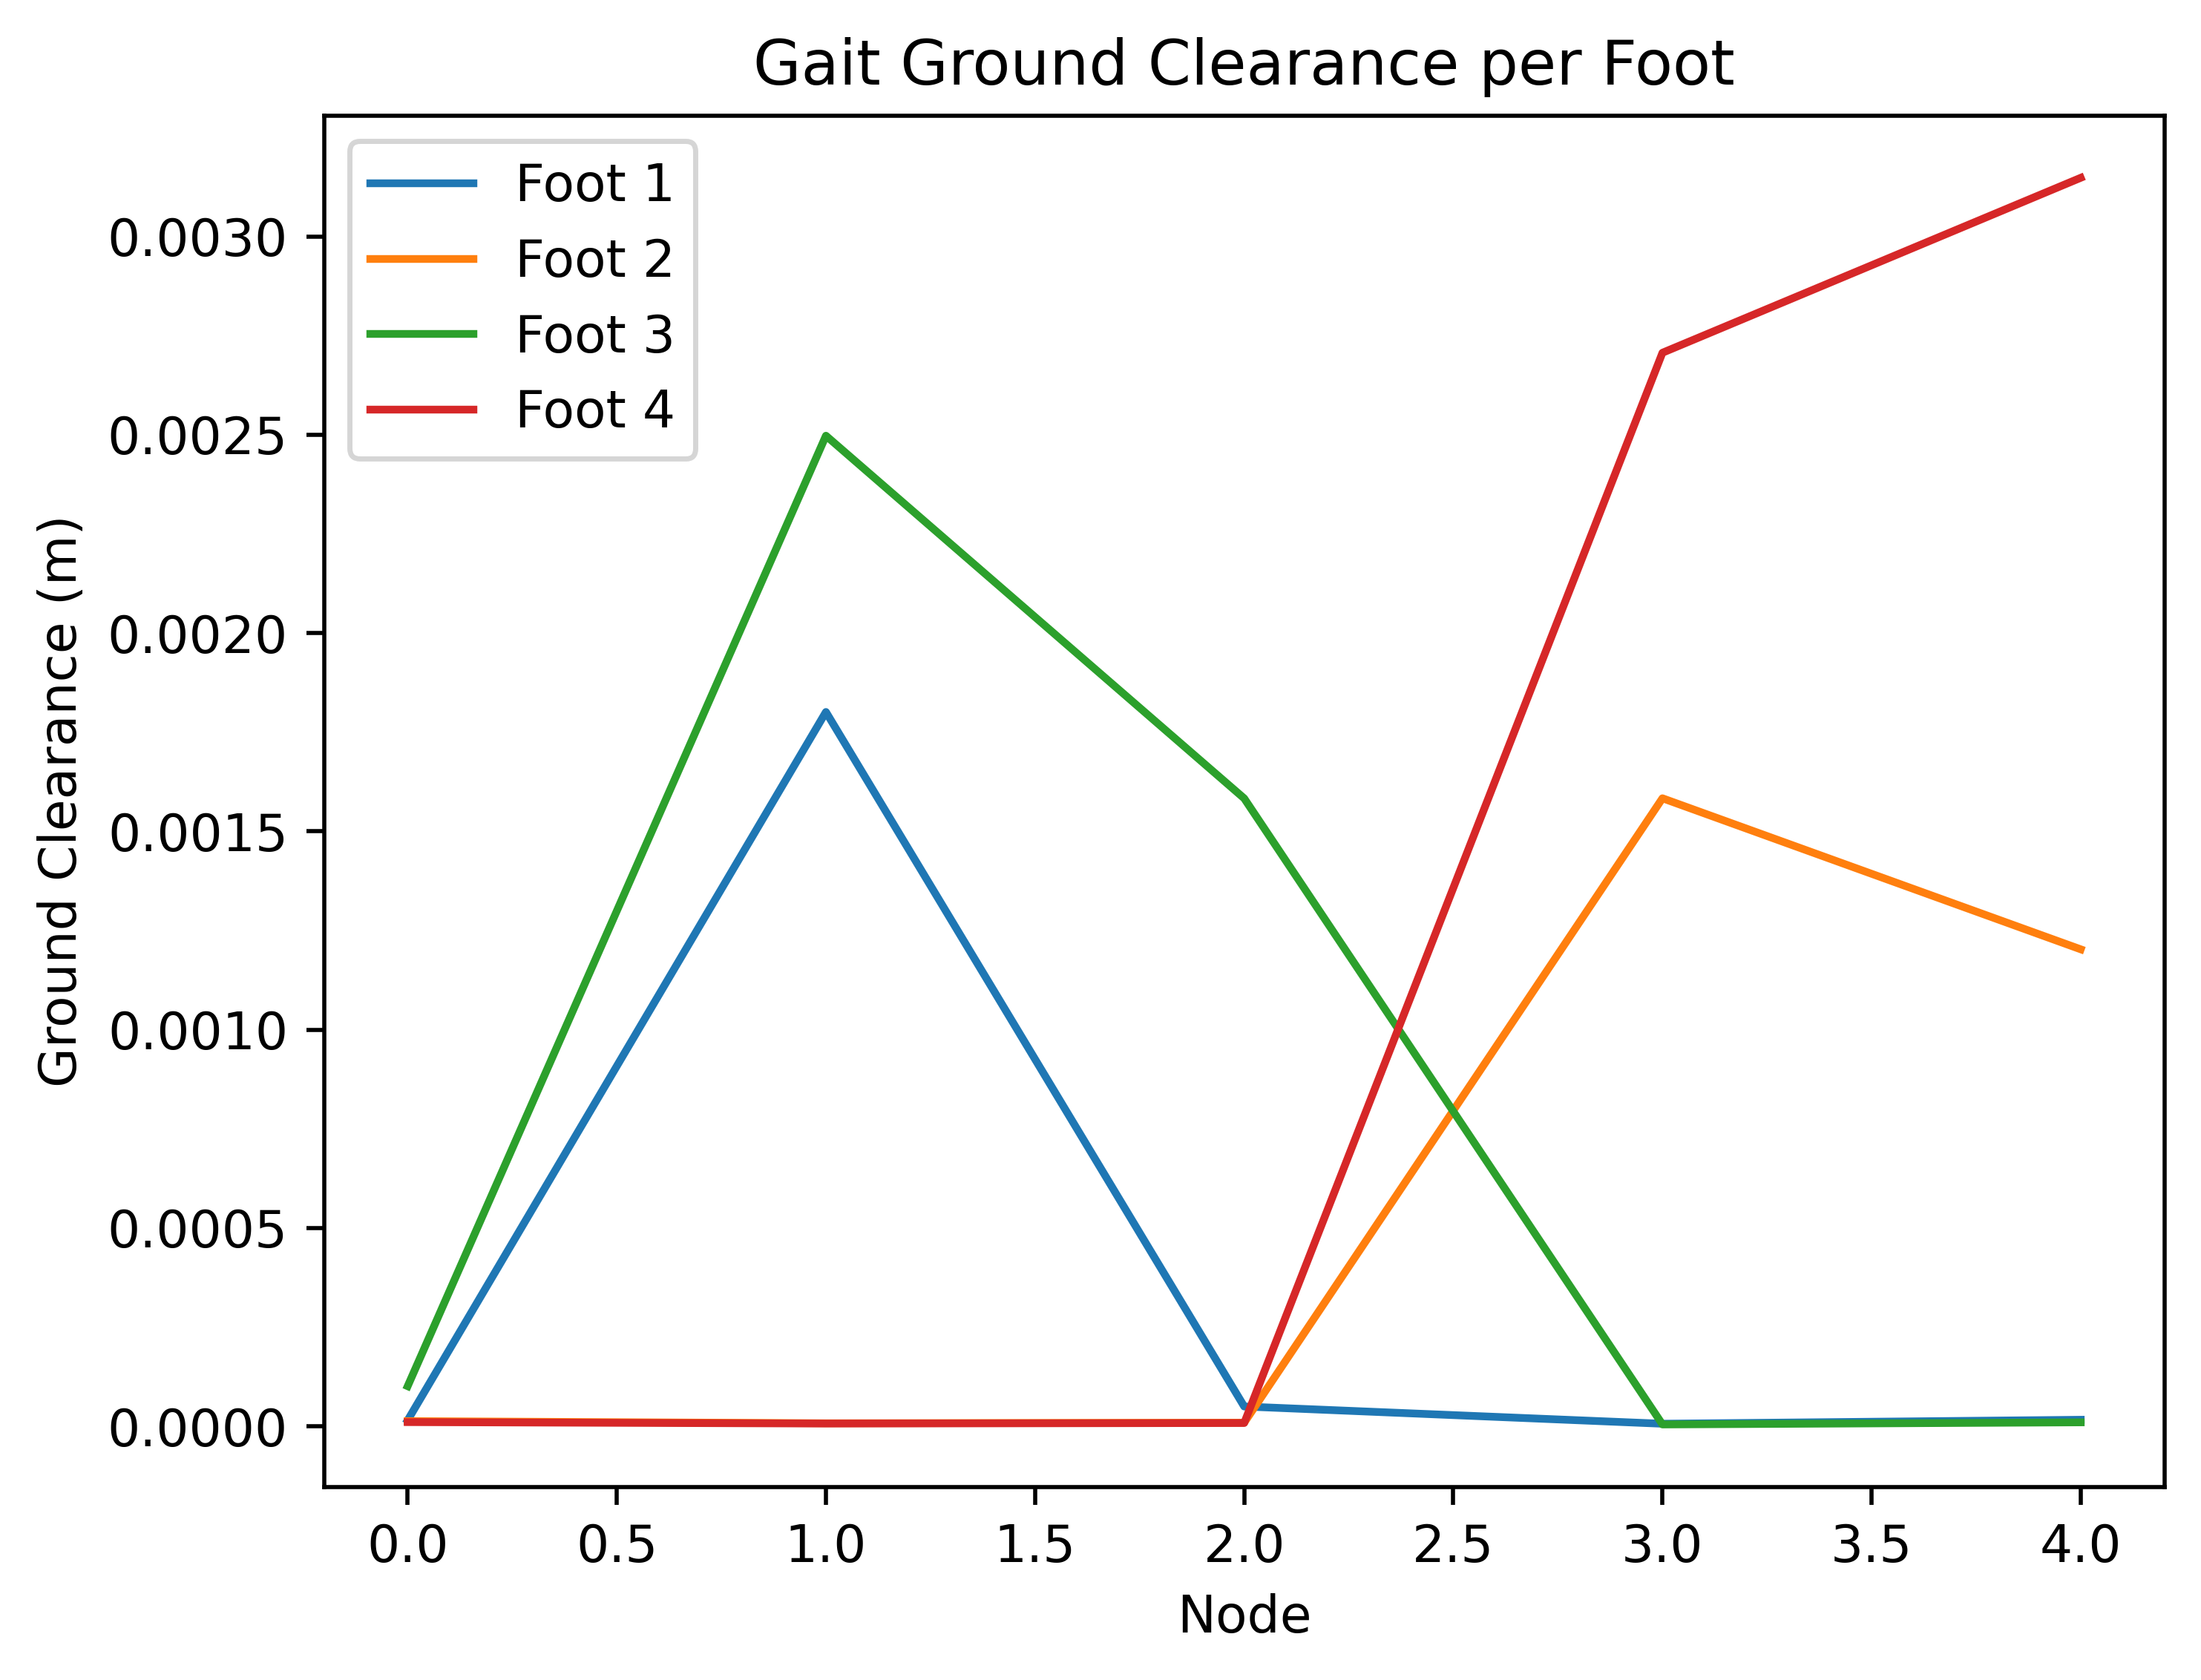 Gait Ground Clearance per Foot
Foot 1
Foot 2
Foot 3
Foot 4
Ground Clearance (m)
0.0030
0.0025
0.0020
0.0015
0.0010
0.0005
0.0000
0.0 0.5 1.0 1.5 2.0 2.5 3.0 3.5 4.0
Node